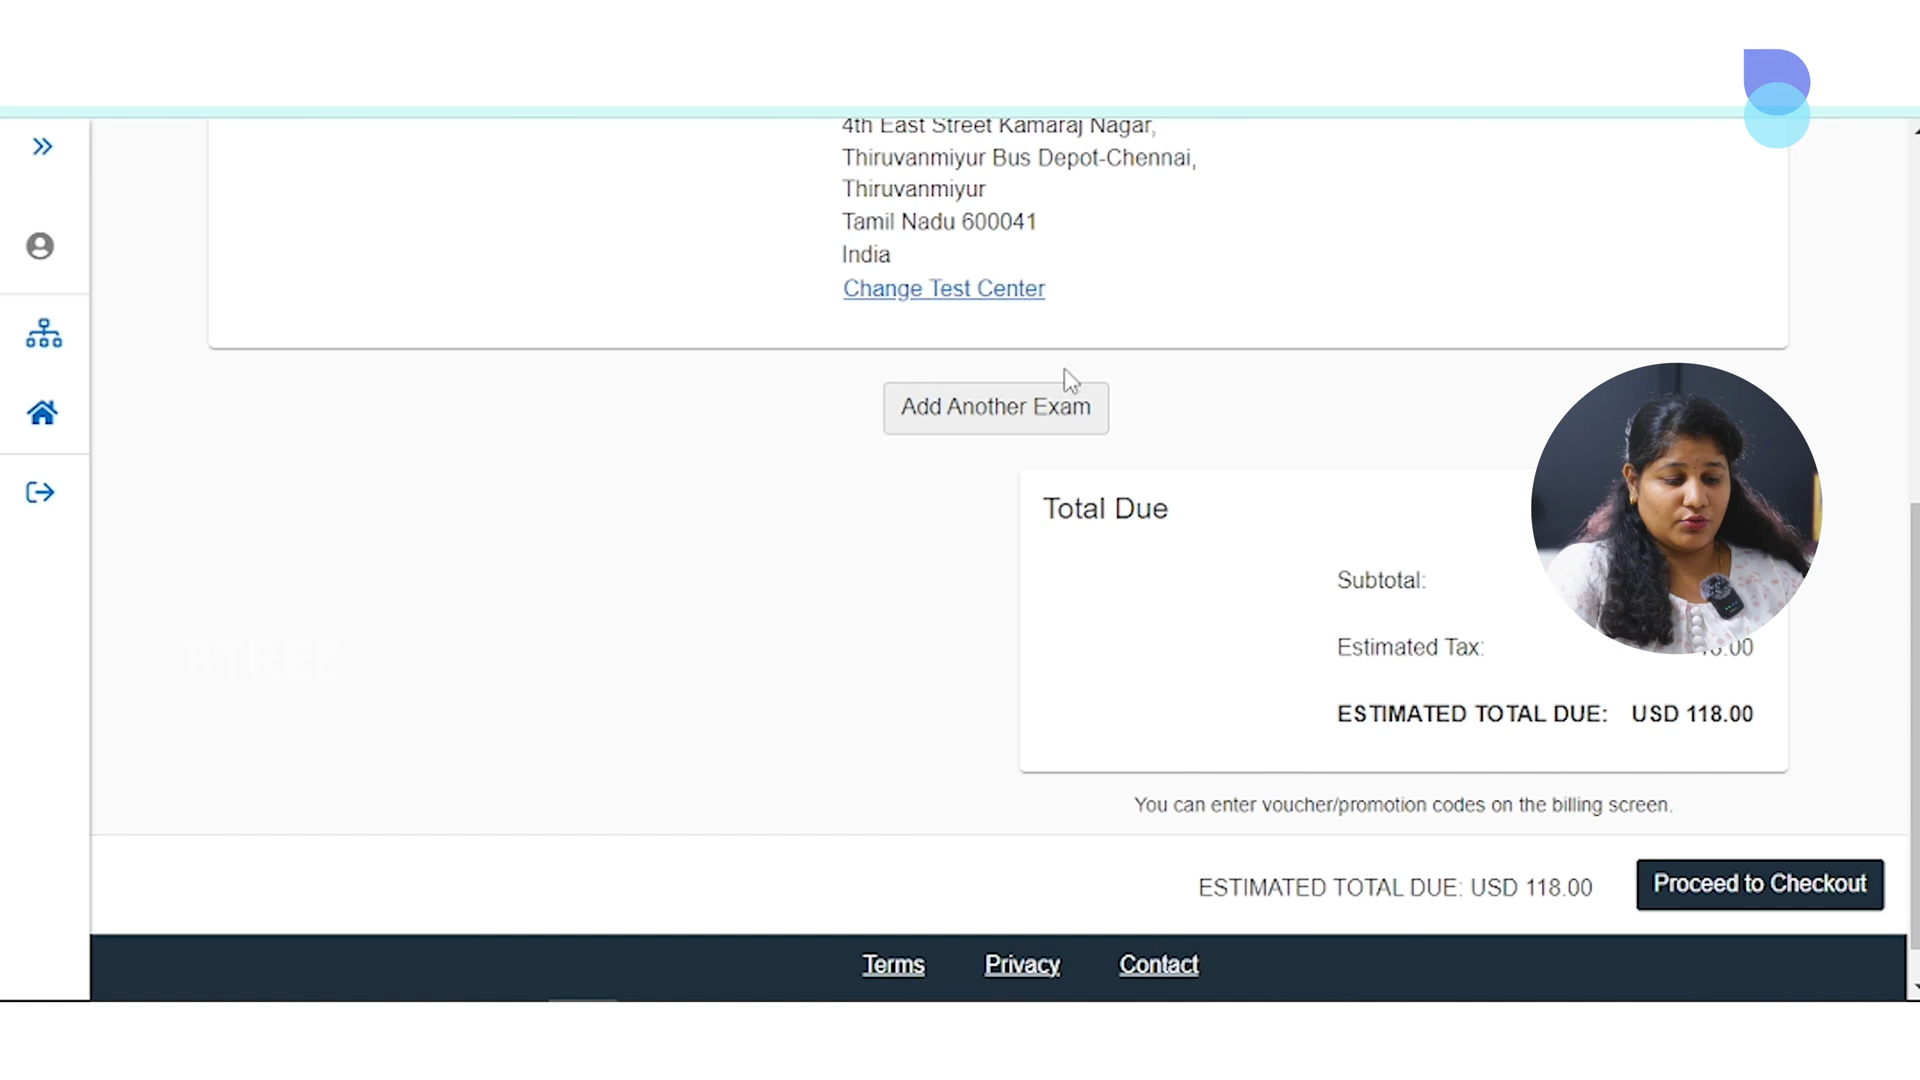 4th East Street Kamaraj Nagar,
Thiruvanmiyur Bus Depot-Chennai,
Thiruvanmiyur
Tamil Nadu 600041
India
Change Test Center
Add Another Exam
Total Due
Subtotal:
Estimated Tax:
ESTIMATED TOTAL DUE: USD 118.00
You can enter voucher/promotion codes on the billing screen.
ESTIMATED TOTAL DUE: USD 118.00
Proceed to Checkout
Terms Privacy Contact
BTREE